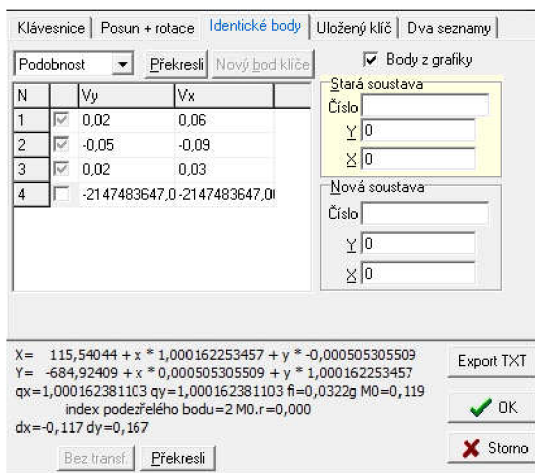 Klávesnice Posun + rotace Identické body Uložený klíč Dva seznamy
Podobnost Překresli Nový bod klíče Body z grafiky
N Vy Vx
1 0,02 0,06
2 -0,05 -0,09
3 0,02 0,03
4 -2147483647,0 -2147483647,0
Stará soustava
Číslo
Y 0
X 0
Nová soustava
Číslo
Y 0
X 0
X= 115,54044 + x * 1,000162253457 + y * -0,000505305509
Y= -684,92409 + x * 0,000505305509 + y * 1,000162253457
qx=1,000162381103 qy=1,000162381103 fi=0,0322g M0=0,119
index podezřelého bodu=2 M0.r=0,000
dx=-0,117 dy=0,167
Bez transf. Překresli
Export TXT
OK
Storno